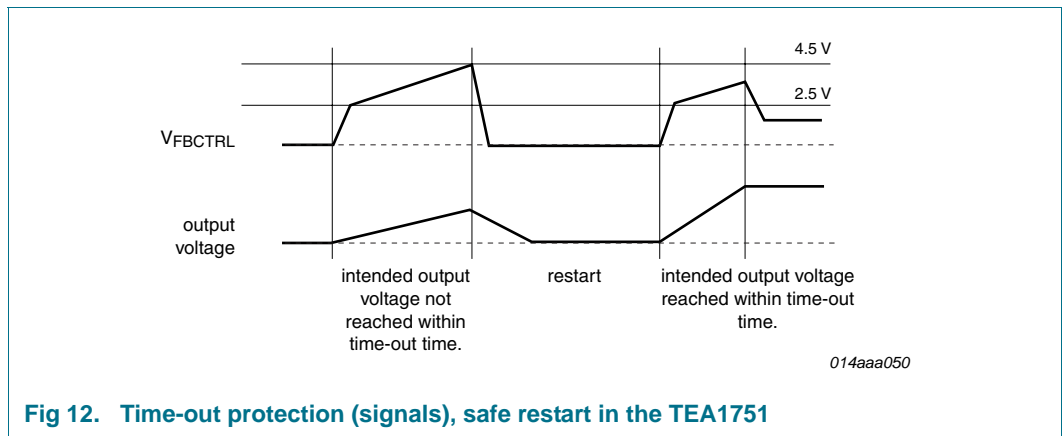 4.5 V
2.5 V
VFBCTRL
output
voltage
intended output
voltage not
reached within
time-out time.
restart
intended output voltage
reached within time-out
time.
014aaa050
Fig 12. Time-out protection (signals), safe restart in the TEA1751